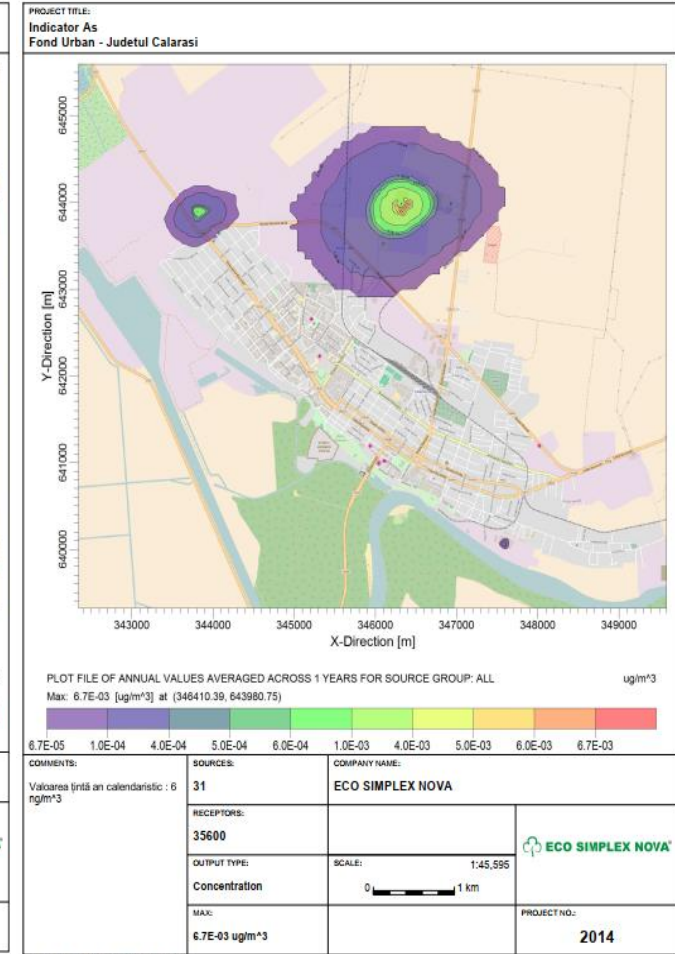 PROJECT TITLE:
Indicator As
Fond Urban - Judetul Calarasi
Y-Direction [m]
645000
644000
643000
642000
641000
640000
343000 344000 345000 346000 347000 348000 349000
X-Direction [m]
PLOT FILE OF ANNUAL VALUES AVERAGED ACROSS 1 YEARS FOR SOURCE GROUP: ALL ug/m^3
Max: 6.7E-03 [ug/m^3] at (346410.39, 643980.75)
6.7E-05 1.0E-04 4.0E-04 5.0E-04 6.0E-04 1.0E-03 4.0E-03 5.0E-03 6.0E-03 6.7E-03
COMMENTS:
Valoarea țintă an calendaristic : 6
ng/m^3
SOURCES:
31
COMPANY NAME:
ECO SIMPLEX NOVA
RECEPTORS:
35600
OUTPUT TYPE:
Concentration
SCALE: 1:45,595
0 1 km
ECO SIMPLEX NOVA
MAX:
6.7E-03 ug/m^3
PROJECT NO.:
2014